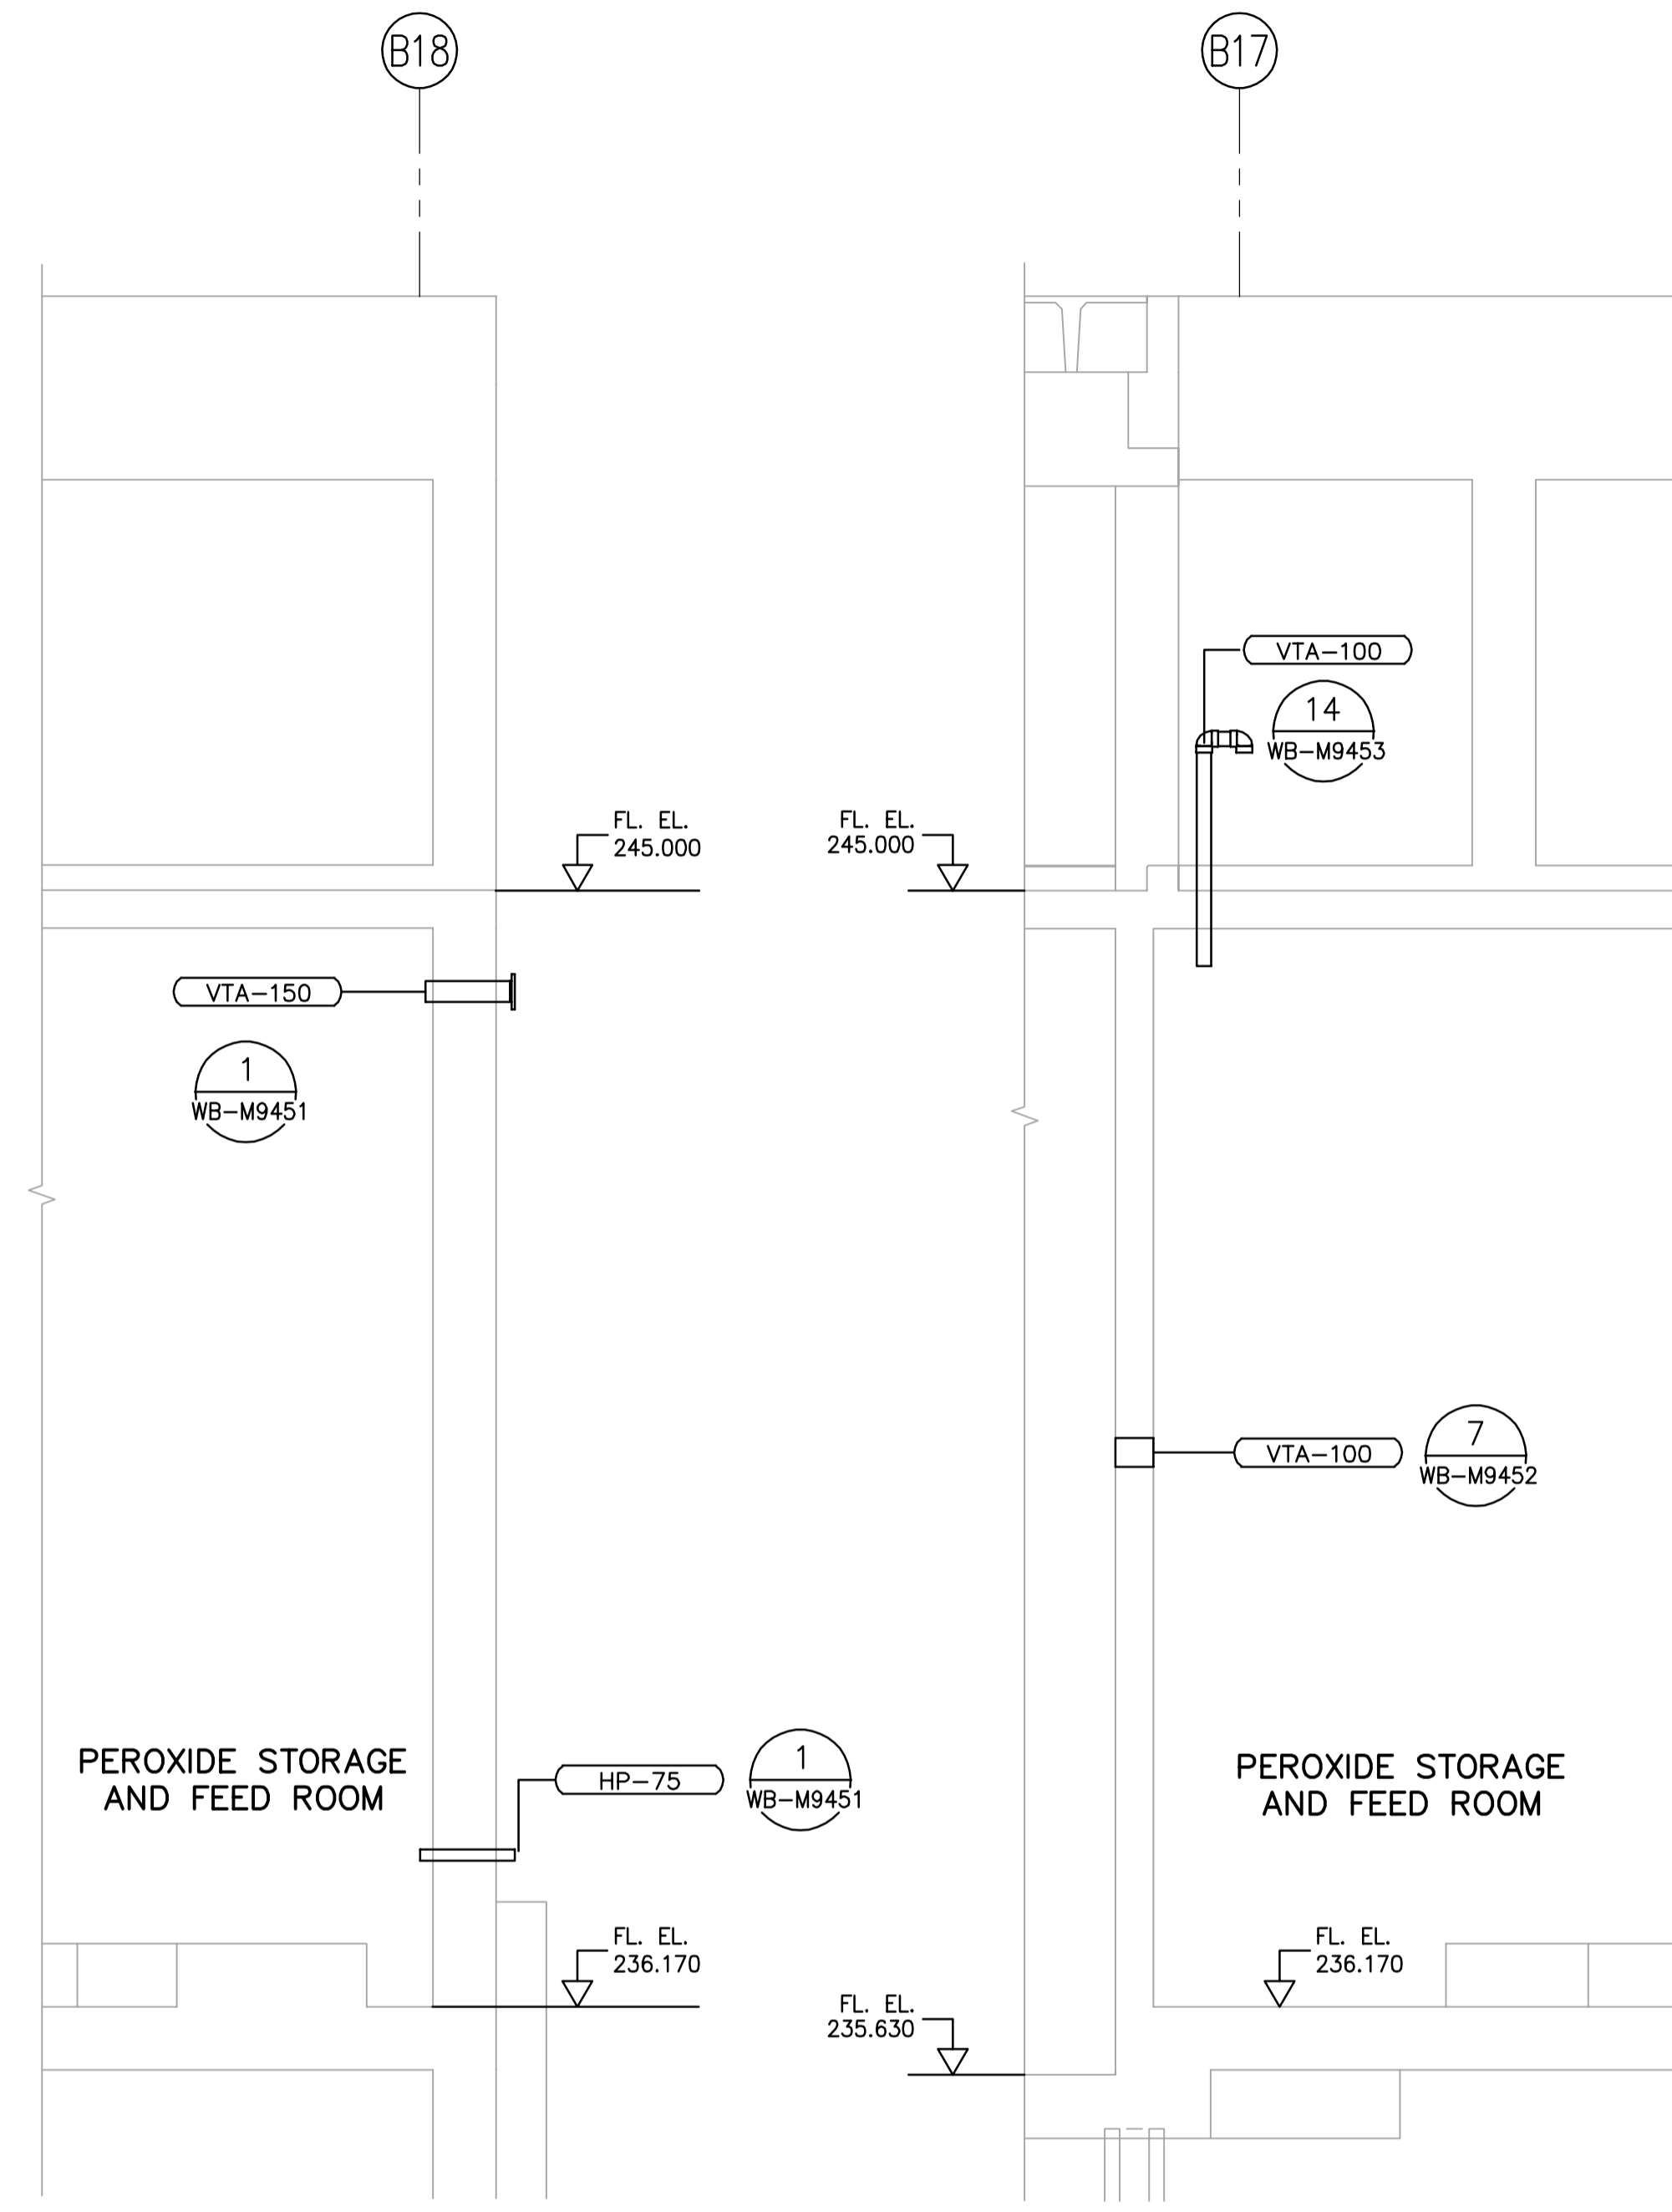 B18
B17
VTA-100
14
WB-M9453
FL. EL.
245.000
FL. EL.
245.000
VTA-150
1
WB-M9451
VTA-100
7
WB-M9452
PEROXIDE STORAGE
AND FEED ROOM
HP-75
1
WB-M9451
PEROXIDE STORAGE
AND FEED ROOM
FL. EL.
236.170
FL. EL.
236.170
FL. EL.
235.630